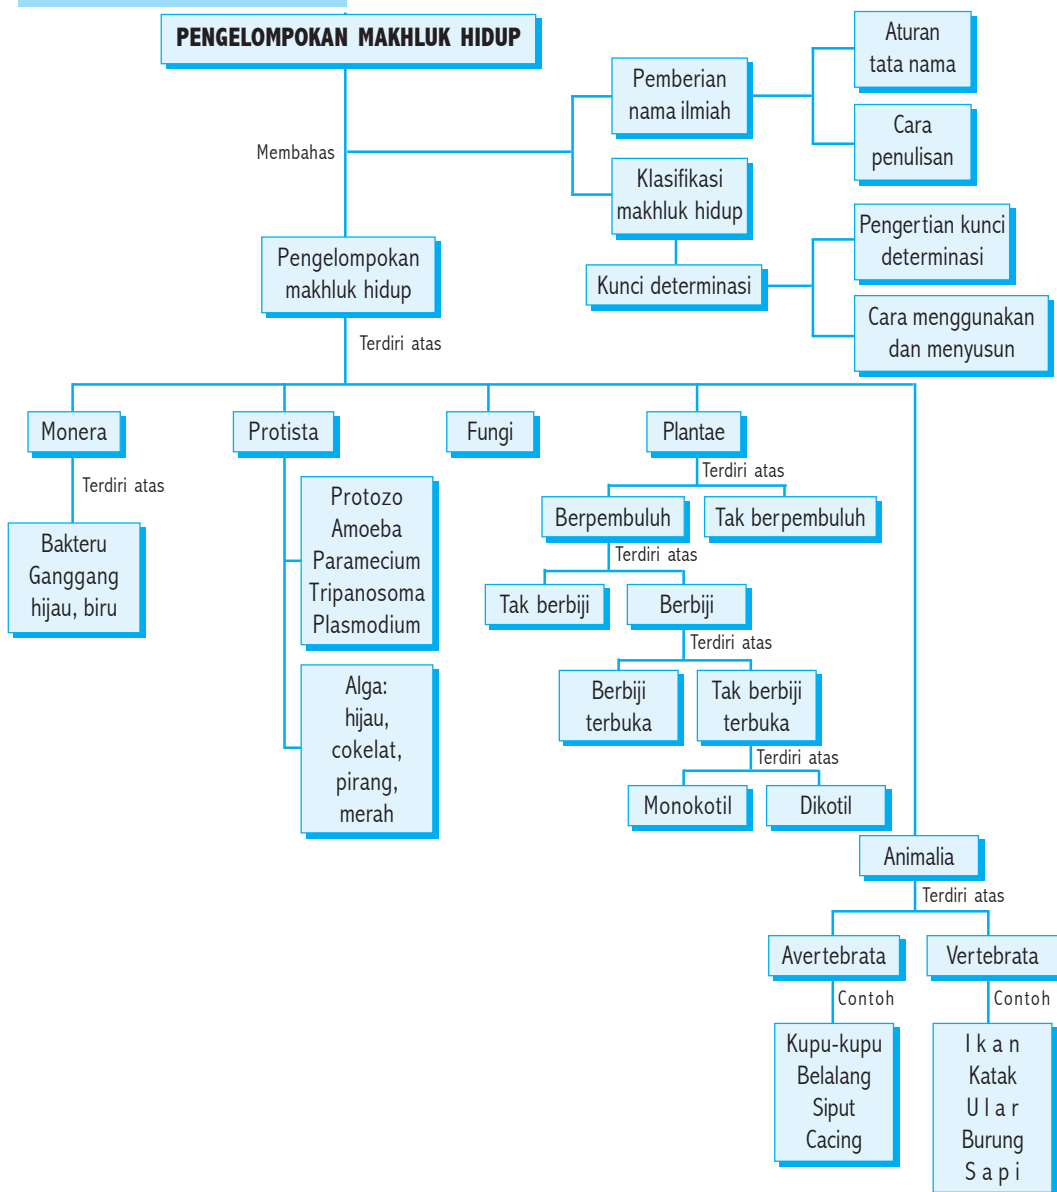 PENGELOMPOKAN MAKHLUK HIDUP
Membahas
Pemberian
nama ilmiah
Aturan
tata nama
Cara
penulisan
Klasifikasi
makhluk hidup
Kunci determinasi
Pengertian kunci
determinasi
Cara menggunakan
dan menyusun
Pengelompokan
makhluk hidup
Terdiri atas
Monera
Terdiri atas
Bakteru
Ganggang
hijau, biru
Protista
Protozo
Amoeba
Paramecium
Tripanosoma
Plasmodium
Alga:
hijau,
cokelat,
pirang,
merah
Fungi
Plantae
Terdiri atas
Berpembuluh
Tak berpembuluh
Terdiri atas
Tak berbiji
Berbiji
Terdiri atas
Berbiji
terbuka
Tak berbiji
terbuka
Terdiri atas
Monokotil
Dikotil
Animalia
Terdiri atas
Avertebrata
Contoh
Kupu-kupu
Belalang
Siput
Cacing
Vertebrata
Contoh
Ikan
Katak
Ular
Burung
Sapi